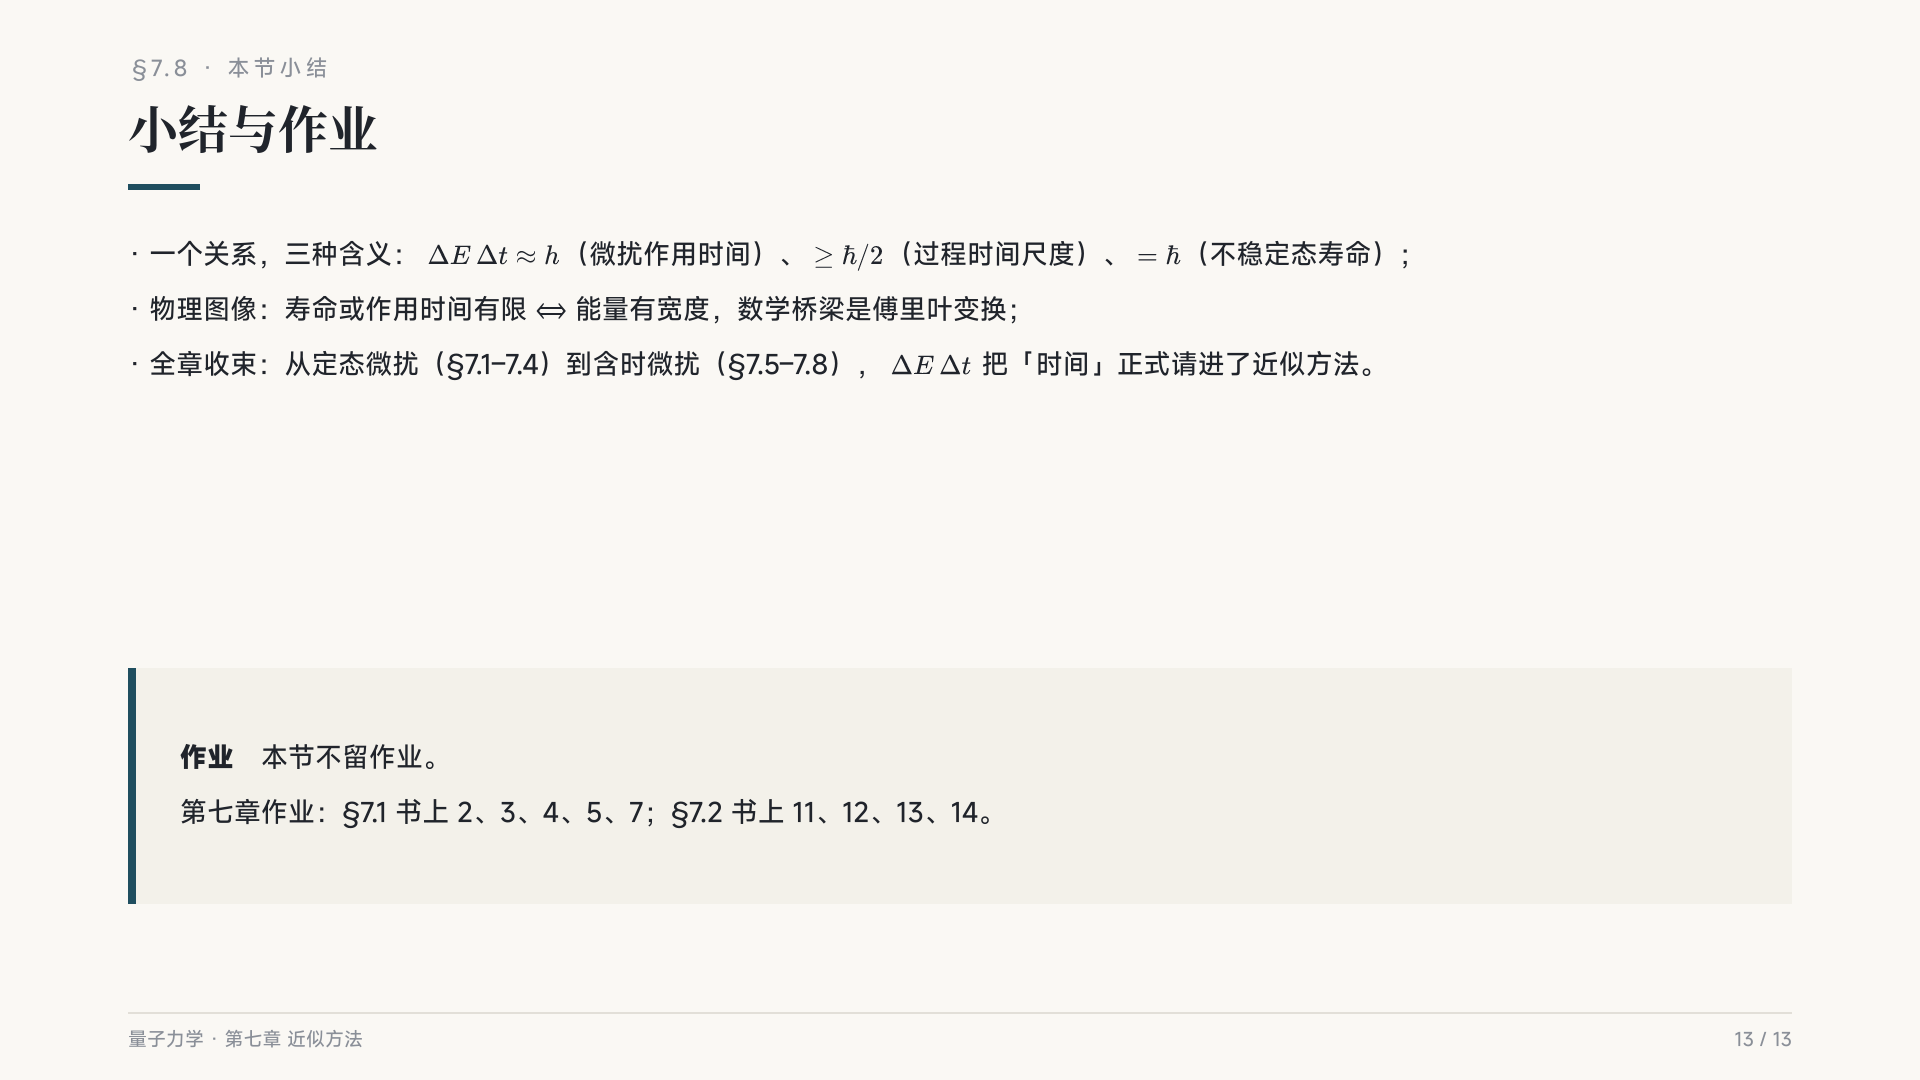 §7.8 · 本节小结
小结与作业
· 一个关系，三种含义： ΔE Δt ≈ h（微扰作用时间）、 ≥ ħ/2（过程时间尺度）、 = ħ（不稳定态寿命）；
· 物理图像：寿命或作用时间有限 ⇔ 能量有宽度，数学桥梁是傅里叶变换；
· 全章收束：从定态微扰（§7.1–7.4）到含时微扰（§7.5–7.8）， ΔE Δt 把「时间」正式请进了近似方法。
作业　本节不留作业。
第七章作业：§7.1 书上 2、3、4、5、7；§7.2 书上 11、12、13、14。
量子力学 · 第七章 近似方法
13 / 13